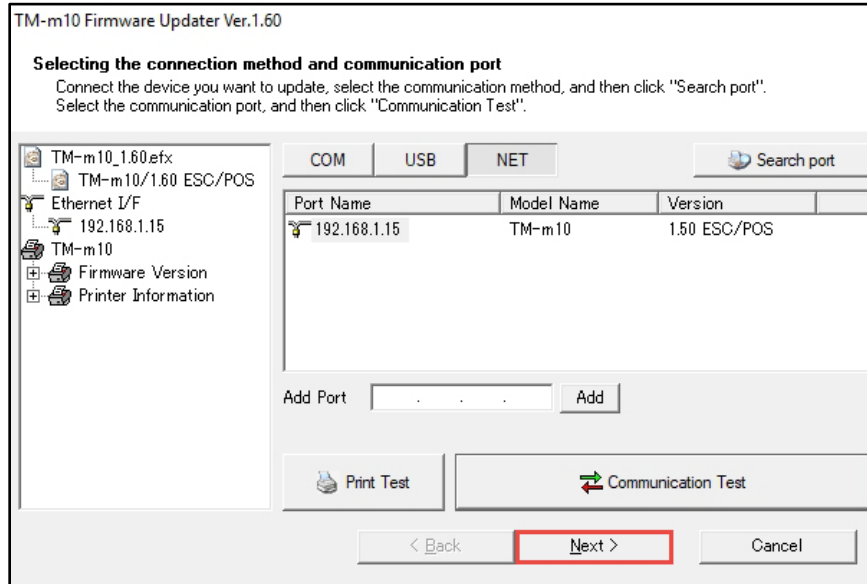 TM-m10 Firmware Updater Ver.1.60
Selecting the connection method and communication port
Connect the device you want to update, select the communication method, and then click "Search port".
Select the communication port, and then click "Communication Test".
TM-m10_1.60.efx
TM-m10/1.60 ESC/POS
Ethernet I/F
192.168.1.15
TM-m10
Firmware Version
Printer Information
COM USB NET Search port
Port Name Model Name Version
192.168.1.15 TM-m10 1.50 ESC/POS
Add Port . . . Add
Print Test Communication Test
< Back Next > Cancel